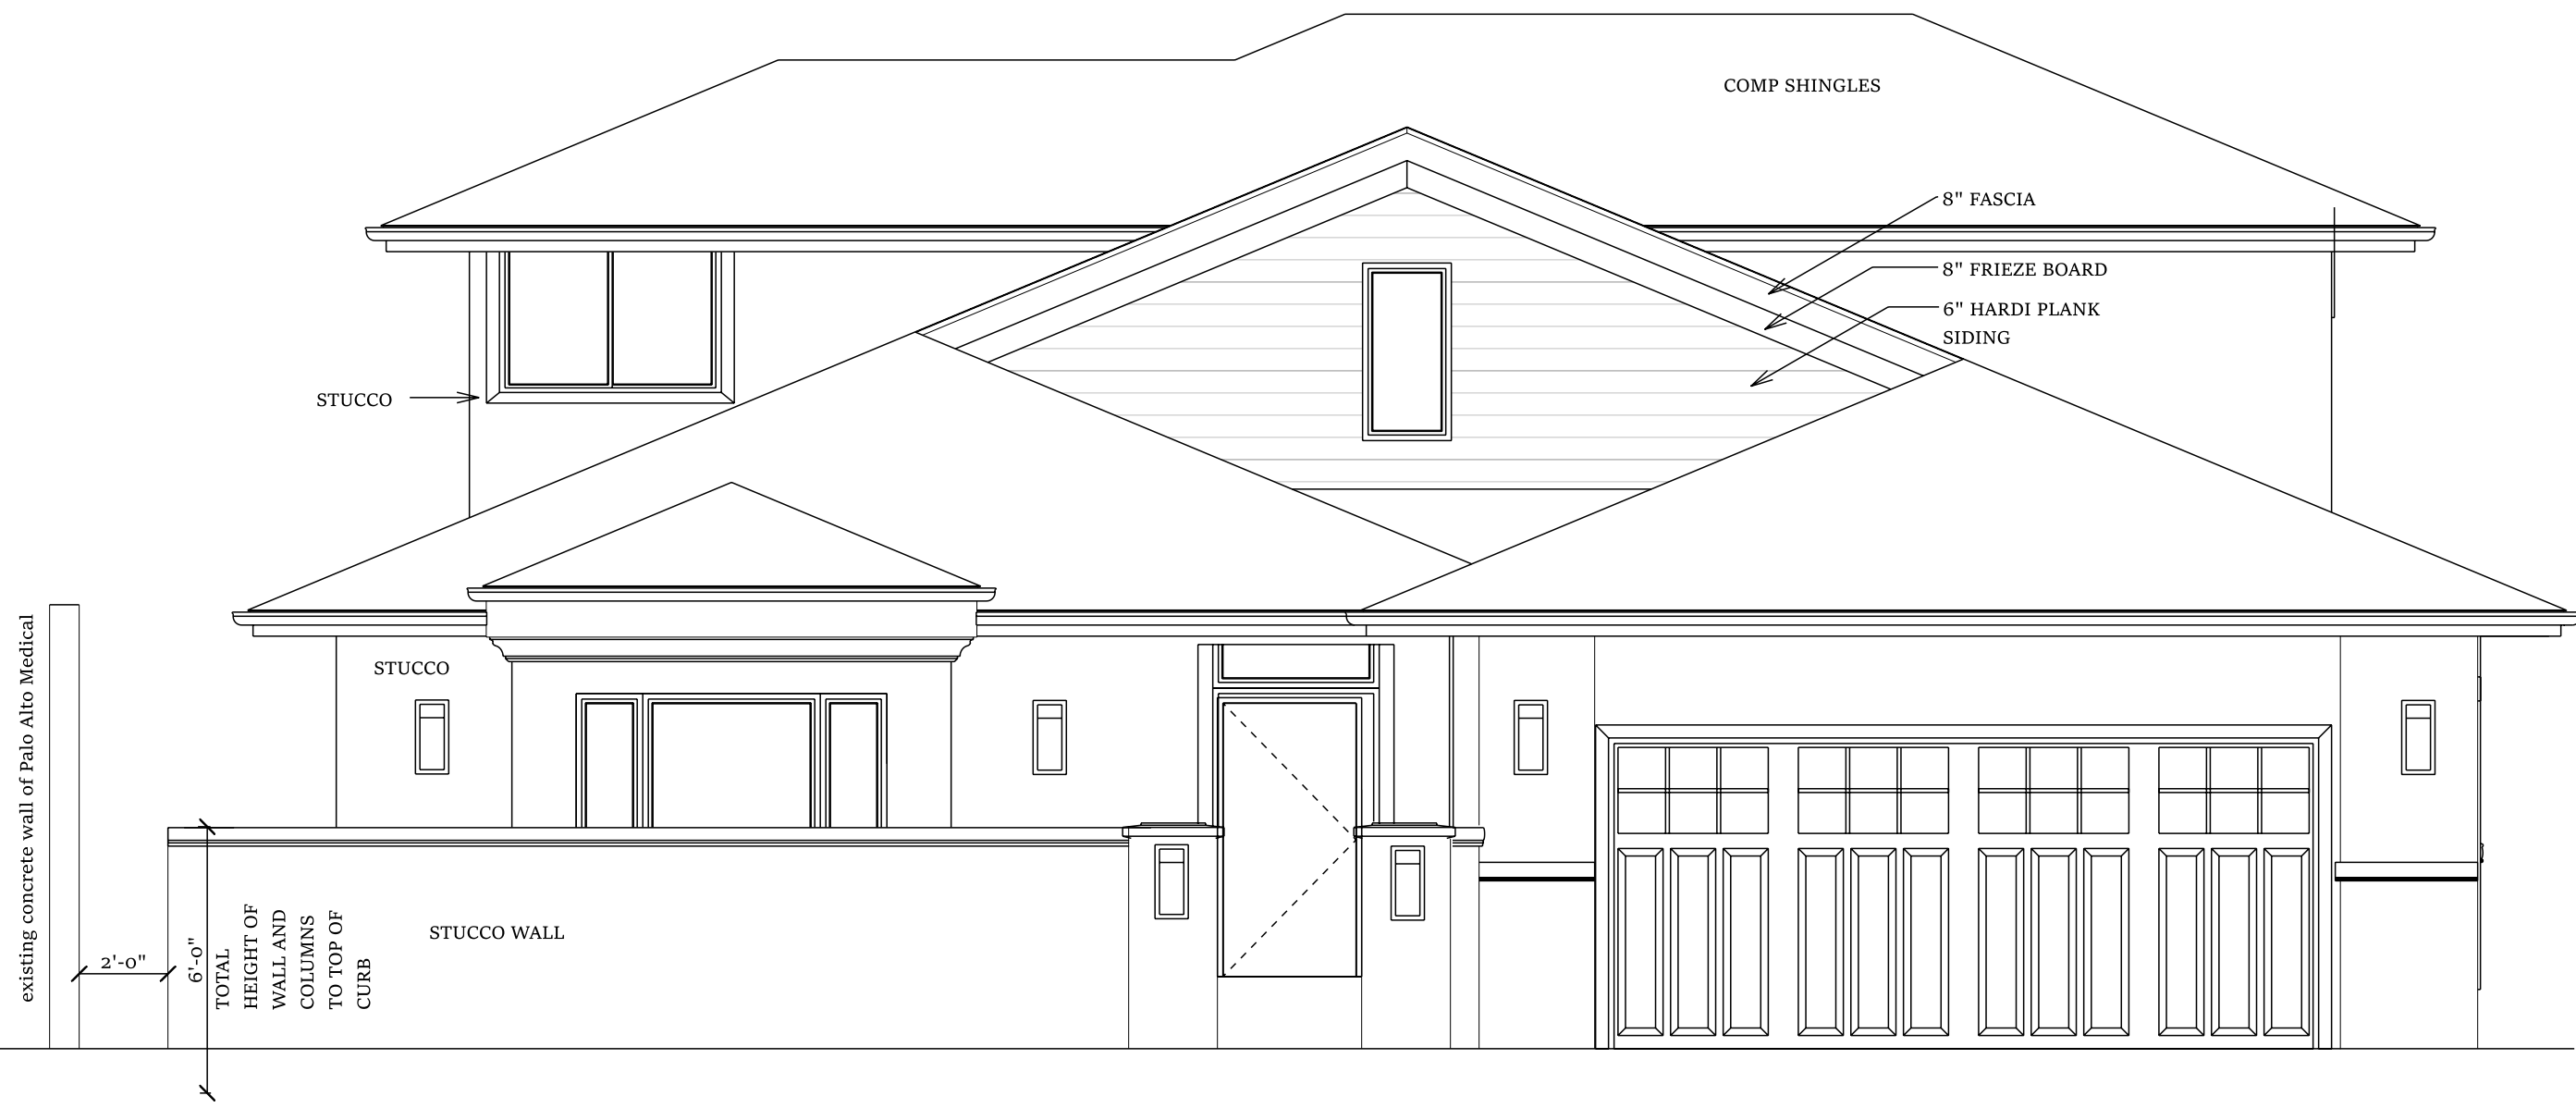 COMP SHINGLES
8" FASCIA
8" FRIEZE BOARD
6" HARDI PLANK
SIDING
STUCCO
STUCCO
existing concrete wall of Palo Alto Medical
2'-0"
6'-0"
TOTAL
HEIGHT OF
WALL AND
COLUMNS
TO TOP OF
CURB
STUCCO WALL